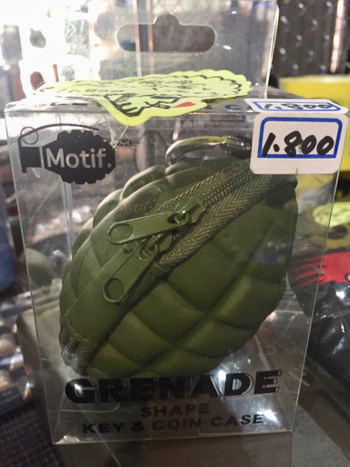 1.800
Motif.
GRENADE
SHAPE
KEY & COIN CASE